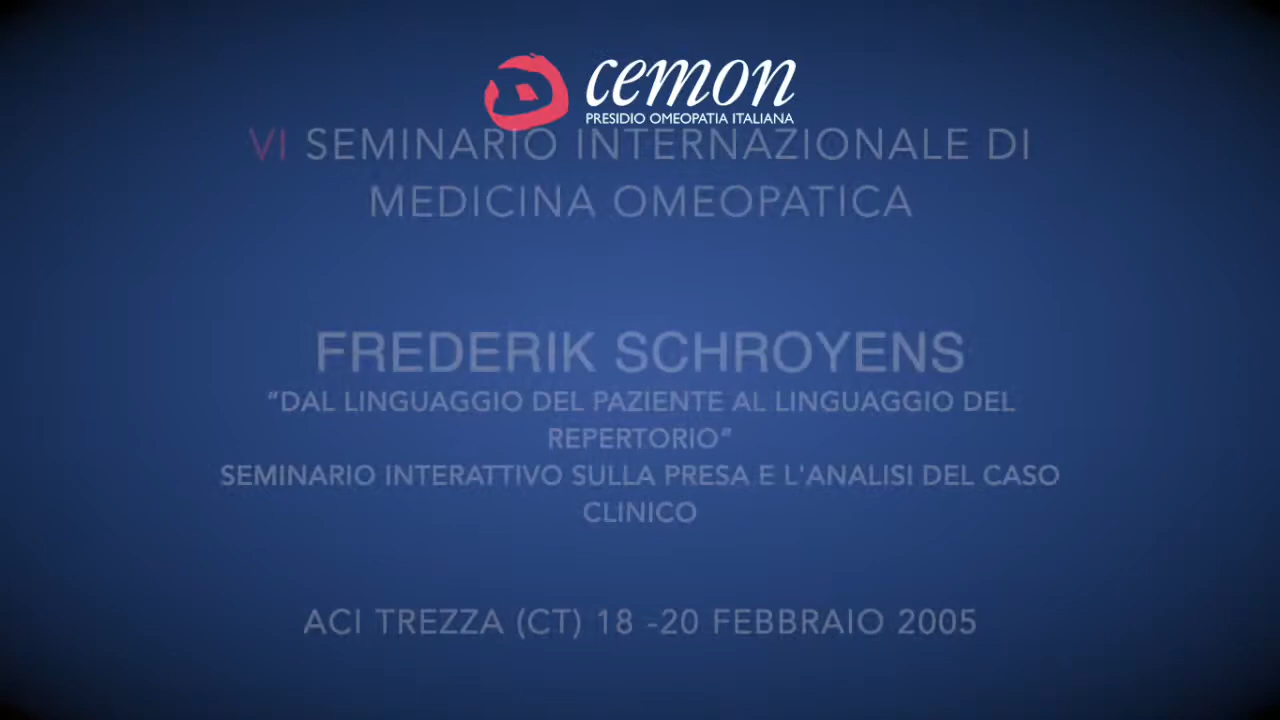 cemon
PRESIDIO OMEOPATIA ITALIANA
VI SEMINARIO INTERNAZIONALE DI
MEDICINA OMEOPATICA
FREDERIK SCHROYENS
“DAL LINGUAGGIO DEL PAZIENTE AL LINGUAGGIO DEL
REPERTORIO”
SEMINARIO INTERATTIVO SULLA PRESA E L'ANALISI DEL CASO
CLINICO
ACI TREZZA (CT) 18 -20 FEBBRAIO 2005